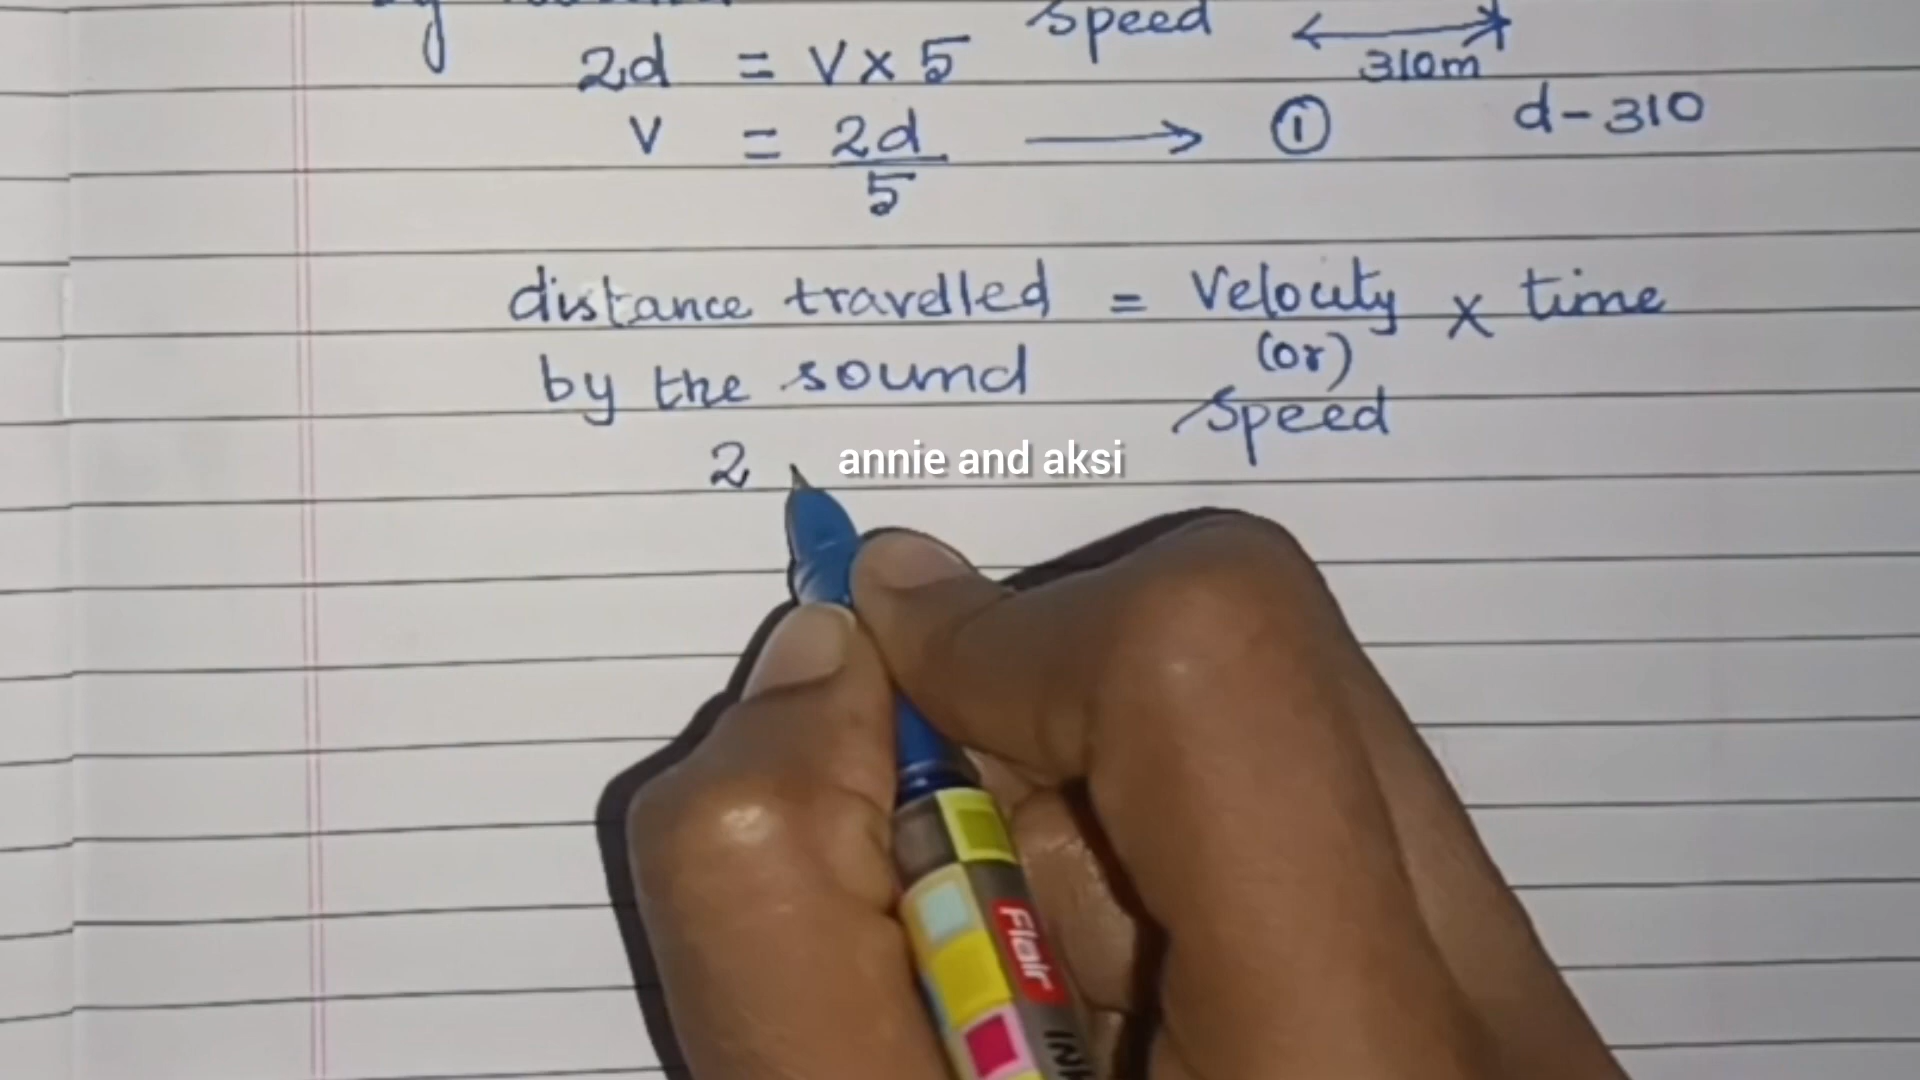 speed
310m
2d = V x 5
d-310
V = 2d/5 → ①
distance travelled = Velocity x time
by the sound (or) speed
2
annie and aksi
Flair
INK